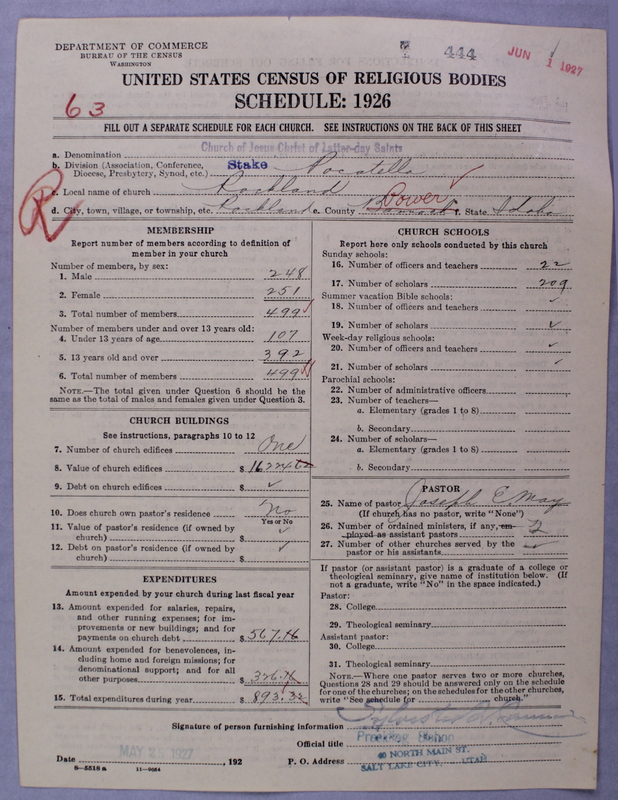 DEPARTMENT OF COMMERCE
BUREAU OF THE CENSUS
WASHINGTON
444
JUN 1 1927
UNITED STATES CENSUS OF RELIGIOUS BODIES
SCHEDULE: 1926
63
FILL OUT A SEPARATE SCHEDULE FOR EACH CHURCH. SEE INSTRUCTIONS ON THE BACK OF THIS SHEET
Church of Jesus Christ of Latter-day Saints
a. Denomination
b. Division (Association, Conference, Diocese, Presbytery, Synod, etc.) Stake Pocatello
R
c. Local name of church Rockland
d. City, town, village, or township, etc. Rockland e. County Bannock Power f. State Idaho
MEMBERSHIP
Report number of members according to definition of
member in your church
Number of members, by sex:
1. Male 248
2. Female 251
3. Total number of members 499
Number of members under and over 13 years old:
4. Under 13 years of age 107
5. 13 years old and over 392
6. Total number of members 499
NOTE.—The total given under Question 6 should be the
same as the total of males and females given under Question 3.
CHURCH BUILDINGS
See instructions, paragraphs 10 to 12
7. Number of church edifices One
8. Value of church edifices $
9. Debt on church edifices $ ✓
10. Does church own pastor's residence No
Yes or No
11. Value of pastor's residence (if owned by
church) $ ✓
12. Debt on pastor's residence (if owned by
church) $ ✓
EXPENDITURES
Amount expended by your church during last fiscal year
13. Amount expended for salaries, repairs,
and other running expenses; for im-
provements or new buildings; and for
payments on church debt $ 567.16
14. Amount expended for benevolences, in-
cluding home and foreign missions; for
denominational support; and for all
other purposes $ 326.16
15. Total expenditures during year $ 893.32
CHURCH SCHOOLS
Report here only schools conducted by this church
Sunday schools:
16. Number of officers and teachers 22
17. Number of scholars 209
Summer vacation Bible schools:
18. Number of officers and teachers ✓
19. Number of scholars ✓
Week-day religious schools:
20. Number of officers and teachers ✓
21. Number of scholars ✓
Parochial schools:
22. Number of administrative officers
23. Number of teachers—
a. Elementary (grades 1 to 8)
b. Secondary
24. Number of scholars—
a. Elementary (grades 1 to 8)
b. Secondary
PASTOR
25. Name of pastor Joseph E. May
(If church has no pastor, write "None")
26. Number of ordained ministers, if any, em-
ployed as assistant pastors 2
27. Number of other churches served by the
pastor or his assistants ✓
If pastor (or assistant pastor) is a graduate of a college or
theological seminary, give name of institution below. (If
not a graduate, write "No" in the space indicated.)
Pastor:
28. College
29. Theological seminary
Assistant pastor:
30. College
31. Theological seminary
NOTE.—Where one pastor serves two or more churches,
Questions 28 and 29 should be answered only on the schedule
for one of the churches; on the schedules for the other churches,
write "See schedule for church."
Signature of person furnishing information
Official title Presiding Bishop
Date MAY 25 1927, 192 P. O. Address 40 NORTH MAIN ST.
SALT LAKE CITY, UTAH
8—5518 a 11—9054